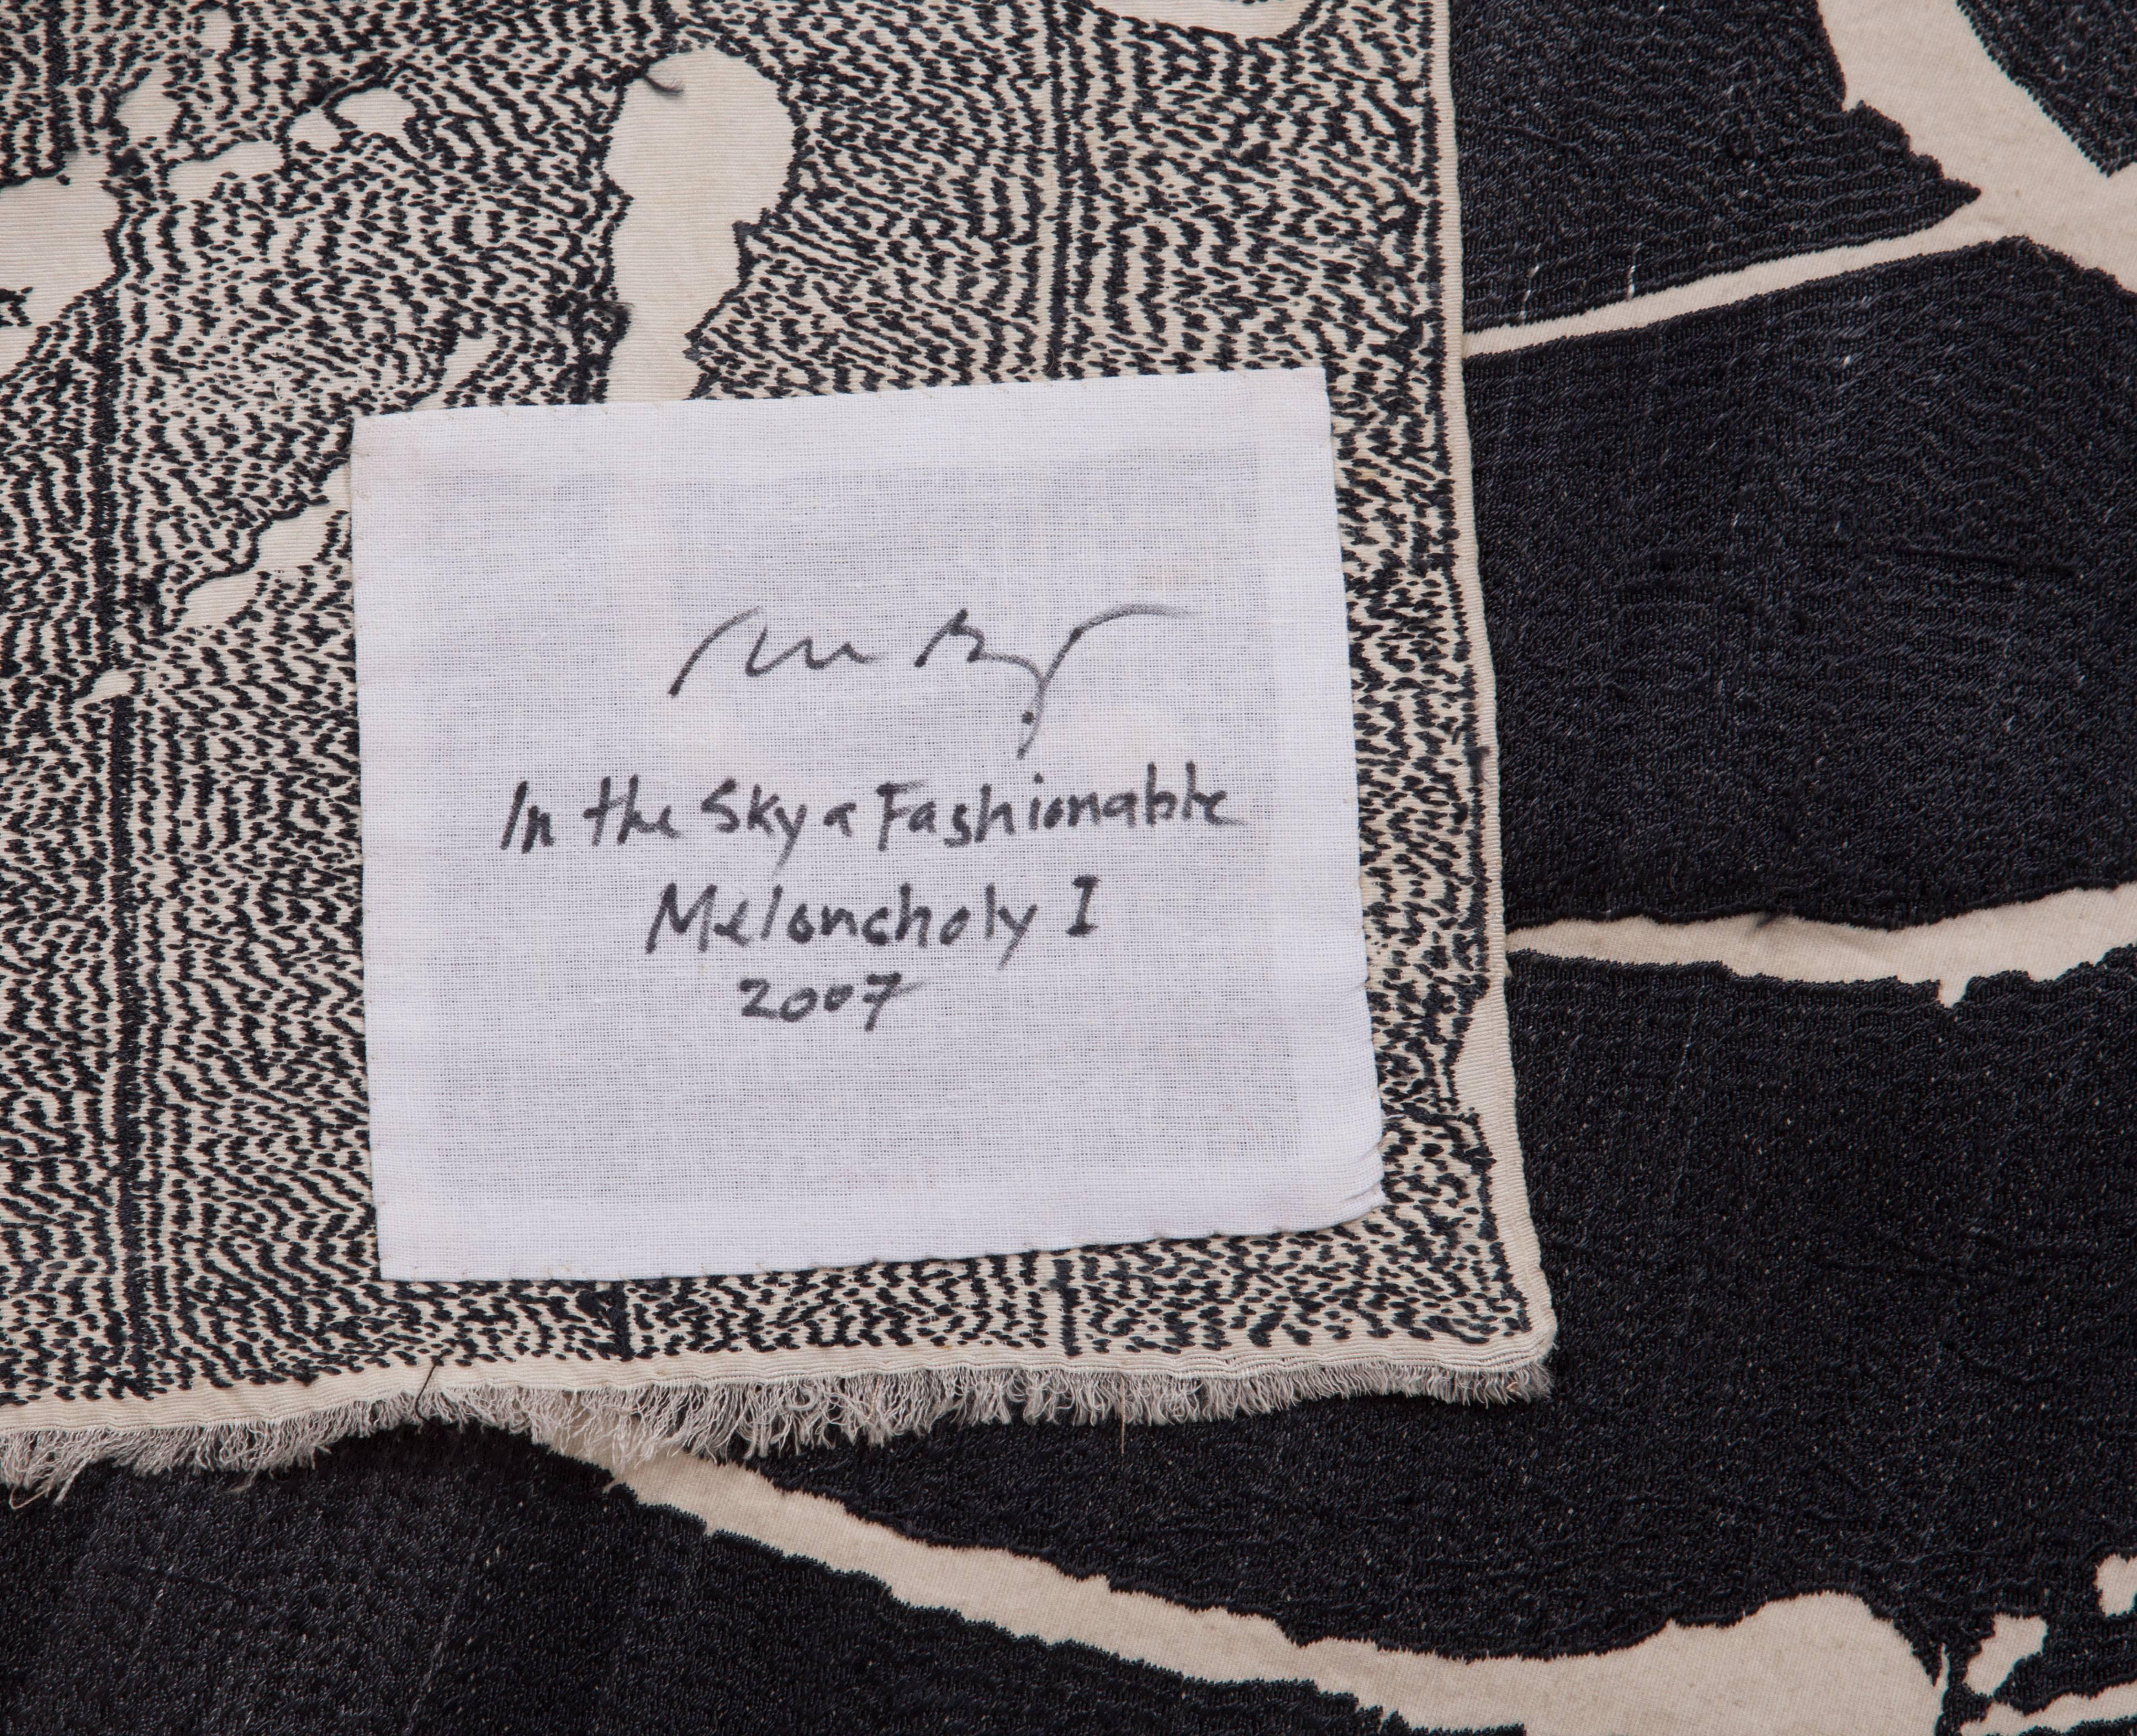 In the Sky a Fashionable
Meloncholy I
2007